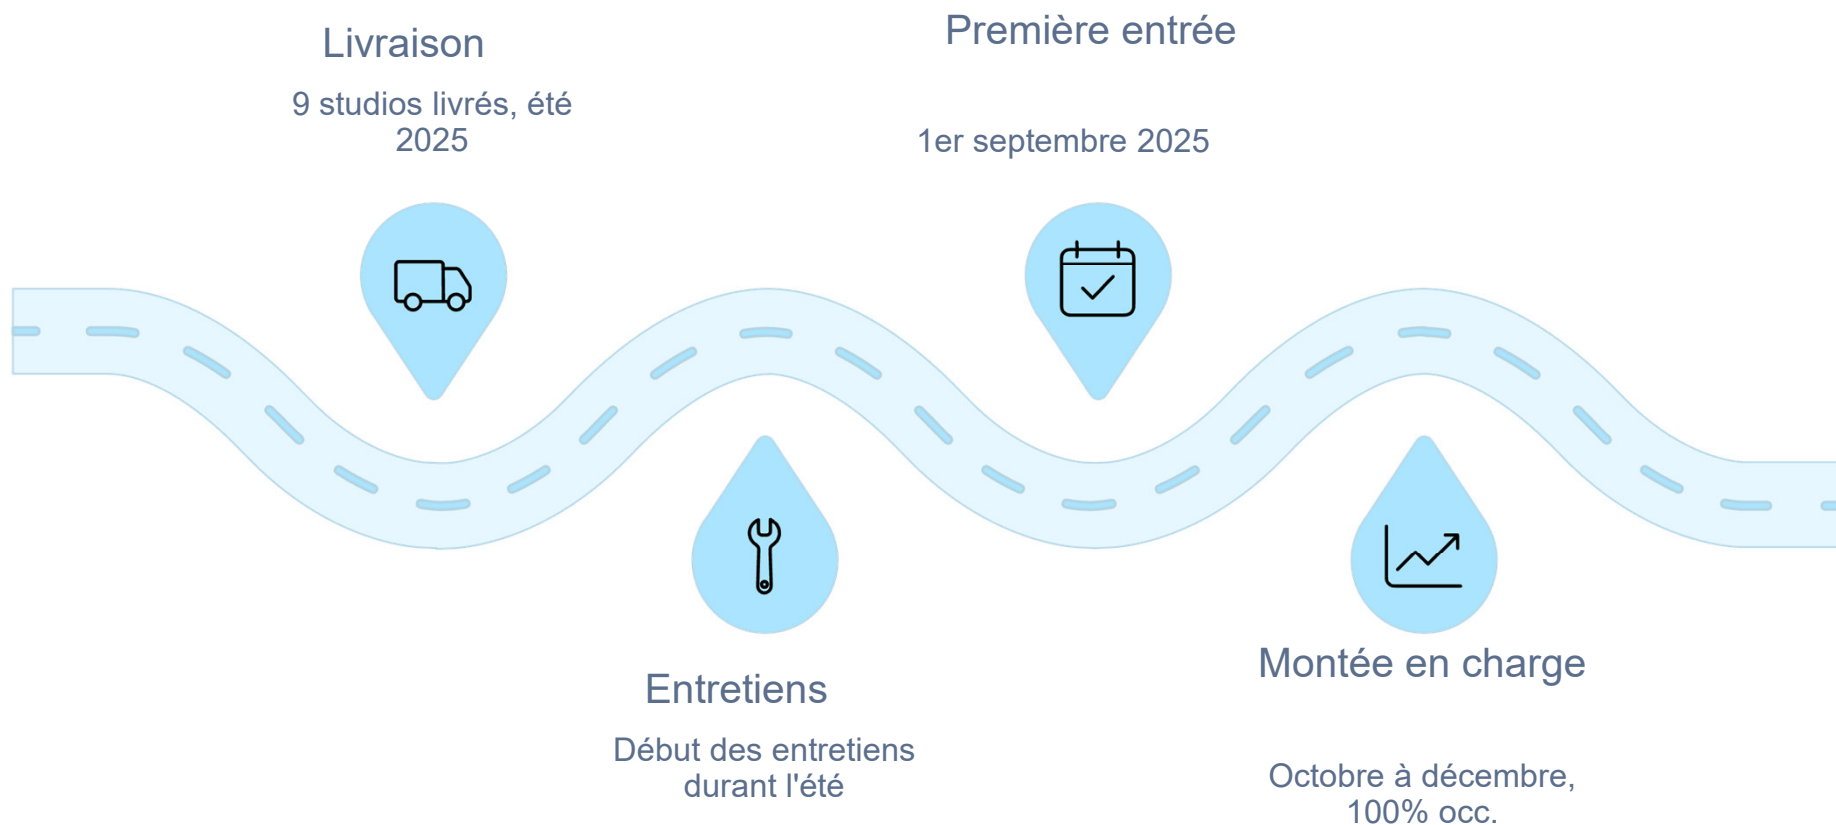 Livraison
9 studios livrés, été
2025
Entretiens
Début des entretiens
durant l'été
Première entrée
1er septembre 2025
Montée en charge
Octobre à décembre,
100% occ.